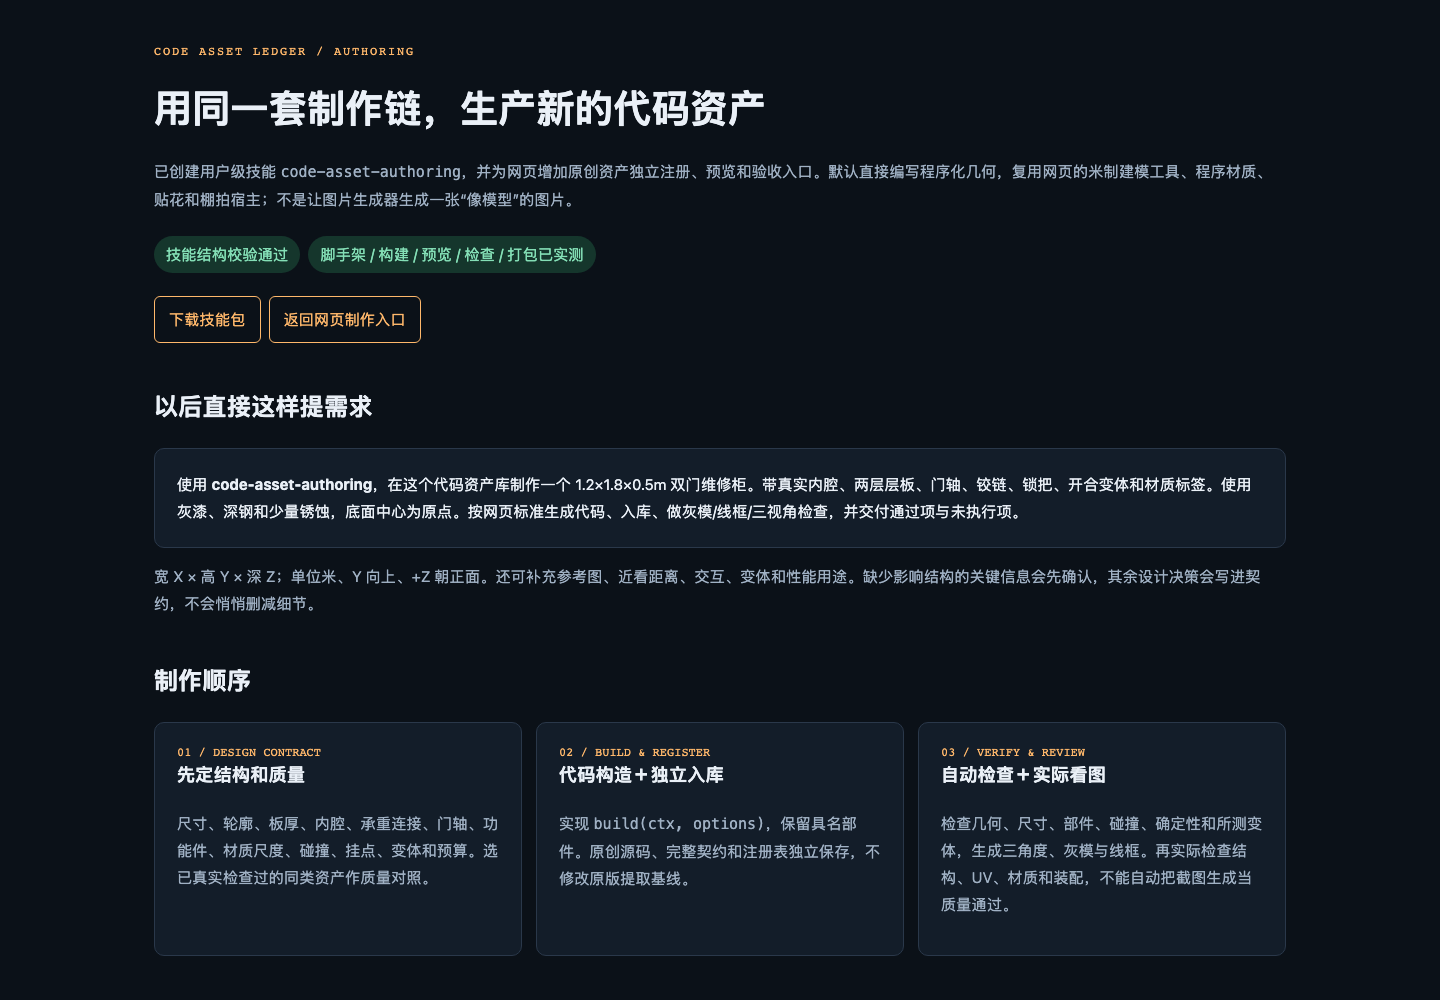 CODE ASSET LEDGER / AUTHORING
用同一套制作链，生产新的代码资产
已创建用户级技能 code-asset-authoring，并为网页增加原创资产独立注册、预览和验收入口。默认直接编写程序化几何，复用网页的米制建模工具、程序材质、
贴花和棚拍宿主；不是让图片生成器生成一张“像模型”的图片。
技能结构校验通过
脚手架 / 构建 / 预览 / 检查 / 打包已实测
下载技能包
返回网页制作入口
以后直接这样提需求
使用 code-asset-authoring，在这个代码资产库制作一个 1.2×1.8×0.5m 双门维修柜。带真实内腔、两层层板、门轴、铰链、锁把、开合变体和材质标签。使用
灰漆、深钢和少量锈蚀，底面中心为原点。按网页标准生成代码、入库、做灰模/线框/三视角检查，并交付通过项与未执行项。
宽 X × 高 Y × 深 Z；单位米、Y 向上、+Z 朝正面。还可补充参考图、近看距离、交互、变体和性能用途。缺少影响结构的关键信息会先确认，其余设计决策会写进契
约，不会悄悄删减细节。
制作顺序
01 / DESIGN CONTRACT
先定结构和质量
尺寸、轮廓、板厚、内腔、承重连接、门轴、功
能件、材质尺度、碰撞、挂点、变体和预算。选
已真实检查过的同类资产作质量对照。
02 / BUILD & REGISTER
代码构造＋独立入库
实现 build(ctx, options)，保留具名部
件。原创源码、完整契约和注册表独立保存，不
修改原版提取基线。
03 / VERIFY & REVIEW
自动检查＋实际看图
检查几何、尺寸、部件、碰撞、确定性和所测变
体，生成三角度、灰模与线框。再实际检查结
构、UV、材质和装配，不能自动把截图生成当
质量通过。